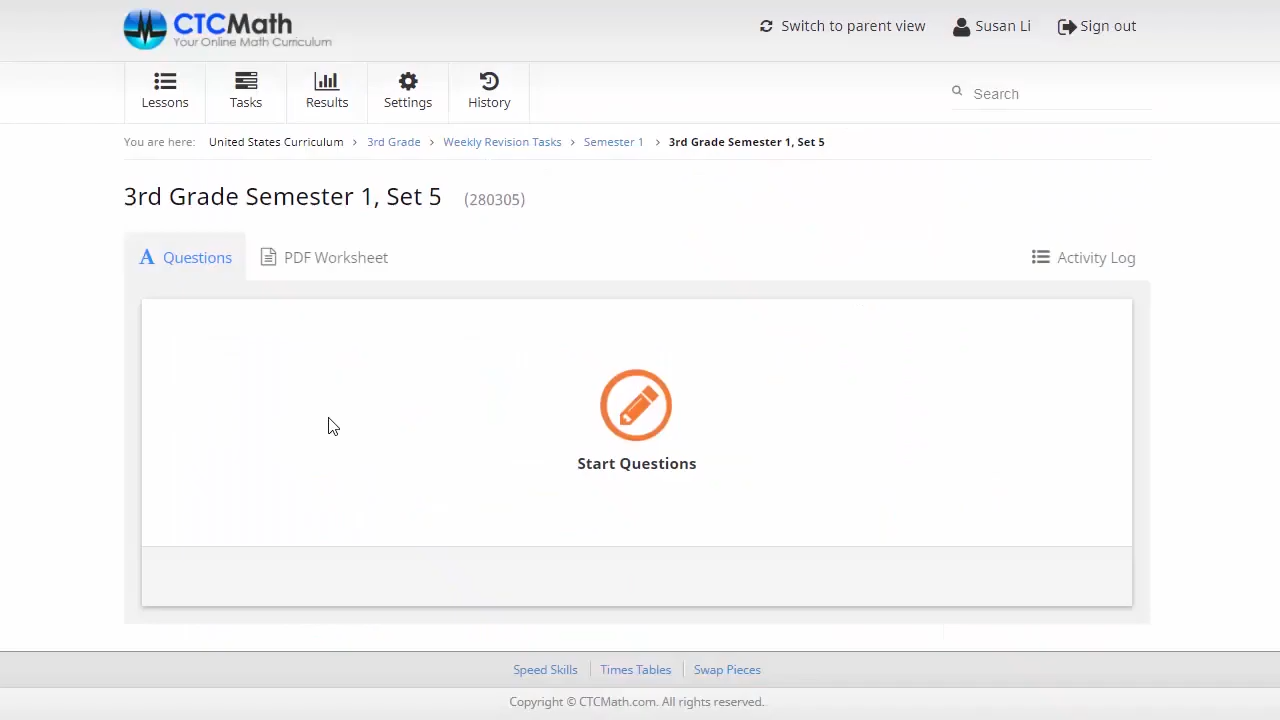 CTCMath
Your Online Math Curriculum
Switch to parent view
Susan Li
Sign out
Lessons
Tasks
Results
Settings
History
Search
You are here: United States Curriculum › 3rd Grade › Weekly Revision Tasks › Semester 1 › 3rd Grade Semester 1, Set 5
3rd Grade Semester 1, Set 5 (280305)
Questions
PDF Worksheet
Activity Log
Start Questions
Speed Skills
Times Tables
Swap Pieces
Copyright © CTCMath.com. All rights reserved.